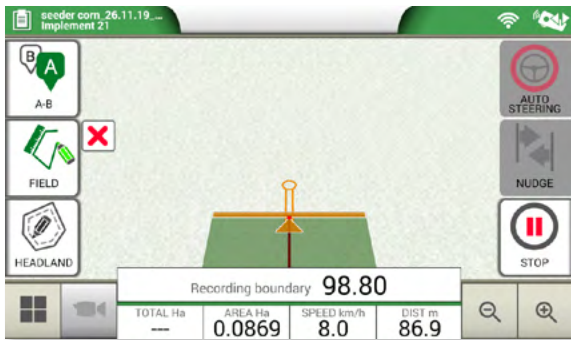 seeder corn_26.11.19_...
Implement 21
B
A
A-B
FIELD
HEADLAND
AUTO
STEERING
NUDGE
STOP
Recording boundary 98.80
TOTAL Ha AREA Ha SPEED km/h DIST m
--- 0.0869 8.0 86.9